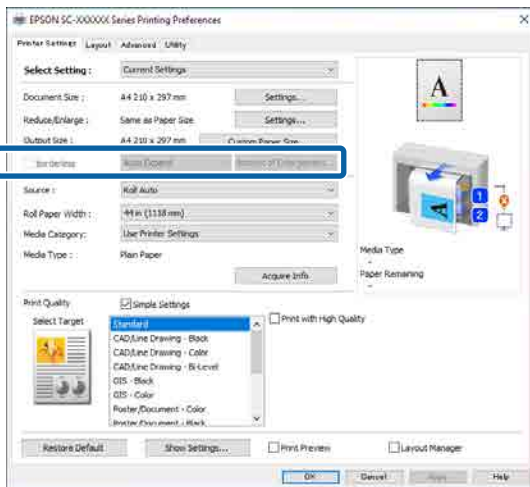 EPSON SC-XXXXXX Series Printing Preferences
Printer Settings Layout Advanced Utility
Select Setting : Current Settings
Document Size : A4 210 x 297 mm Settings...
Reduce/Enlarge : Same as Paper Size Settings...
Output Size : A4 210 x 297 mm Custom Paper Size...
Borderless Auto Expand Amount of Enlargement...
Source : Roll Auto
Roll Paper Width : 44 in (1118 mm)
Media Category: Use Printer Settings
Media Type : Plain Paper
Acquire Info
A
A
1
2
Media Type
-
Paper Remaining
-
Print Quality Simple Settings
Select Target
Standard
CAD/Line Drawing - Black
CAD/Line Drawing - Color
CAD/Line Drawing - Bi-Level
GIS - Black
GIS - Color
Poster/Document - Color
Poster/Document - Black
Print with High Quality
Restore Default Show Settings... Print Preview Layout Manager
OK Cancel Apply Help